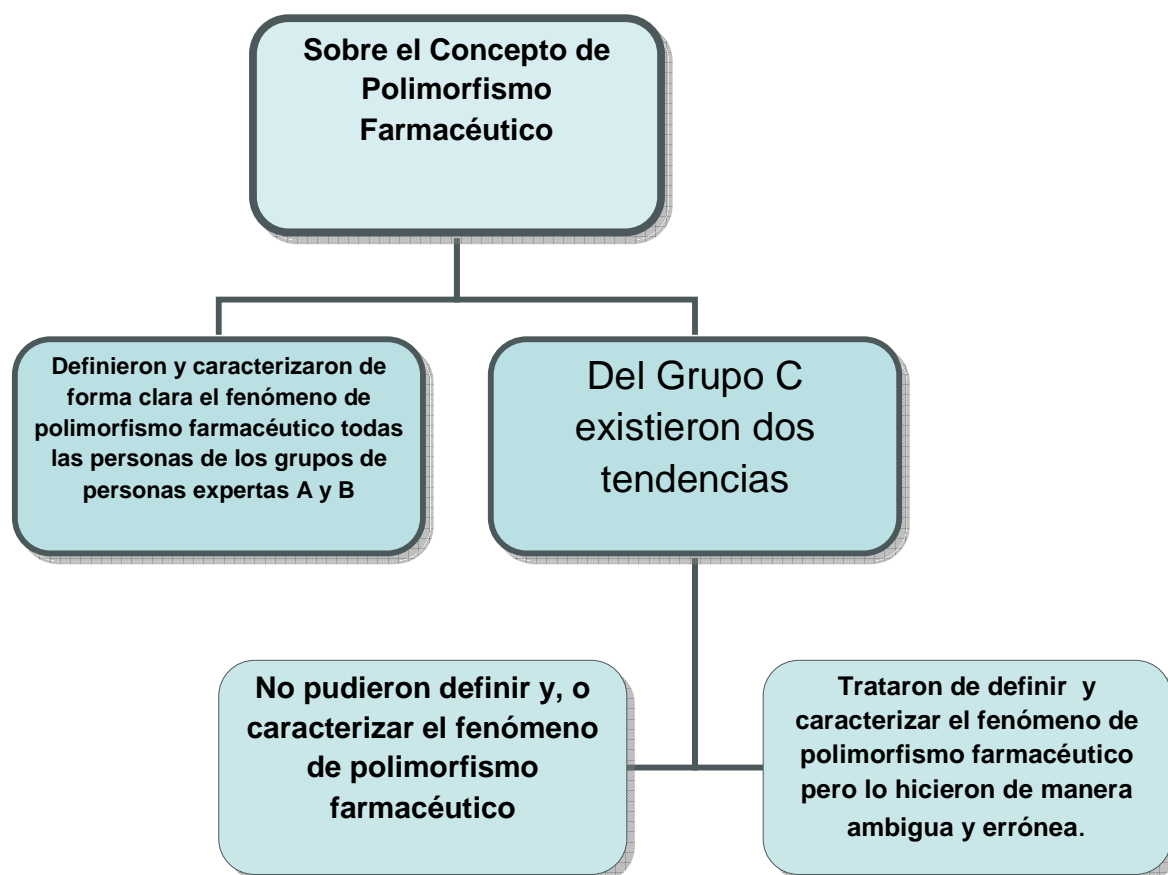 Sobre el Concepto de
Polimorfismo
Farmacéutico
Definieron y caracterizaron de
forma clara el fenómeno de
polimorfismo farmacéutico todas
las personas de los grupos de
personas expertas A y B
Del Grupo C
existieron dos
tendencias
No pudieron definir y, o
caracterizar el fenómeno
de polimorfismo
farmacéutico
Trataron de definir y
caracterizar el fenómeno de
polimorfismo farmacéutico
pero lo hicieron de manera
ambigua y errónea.